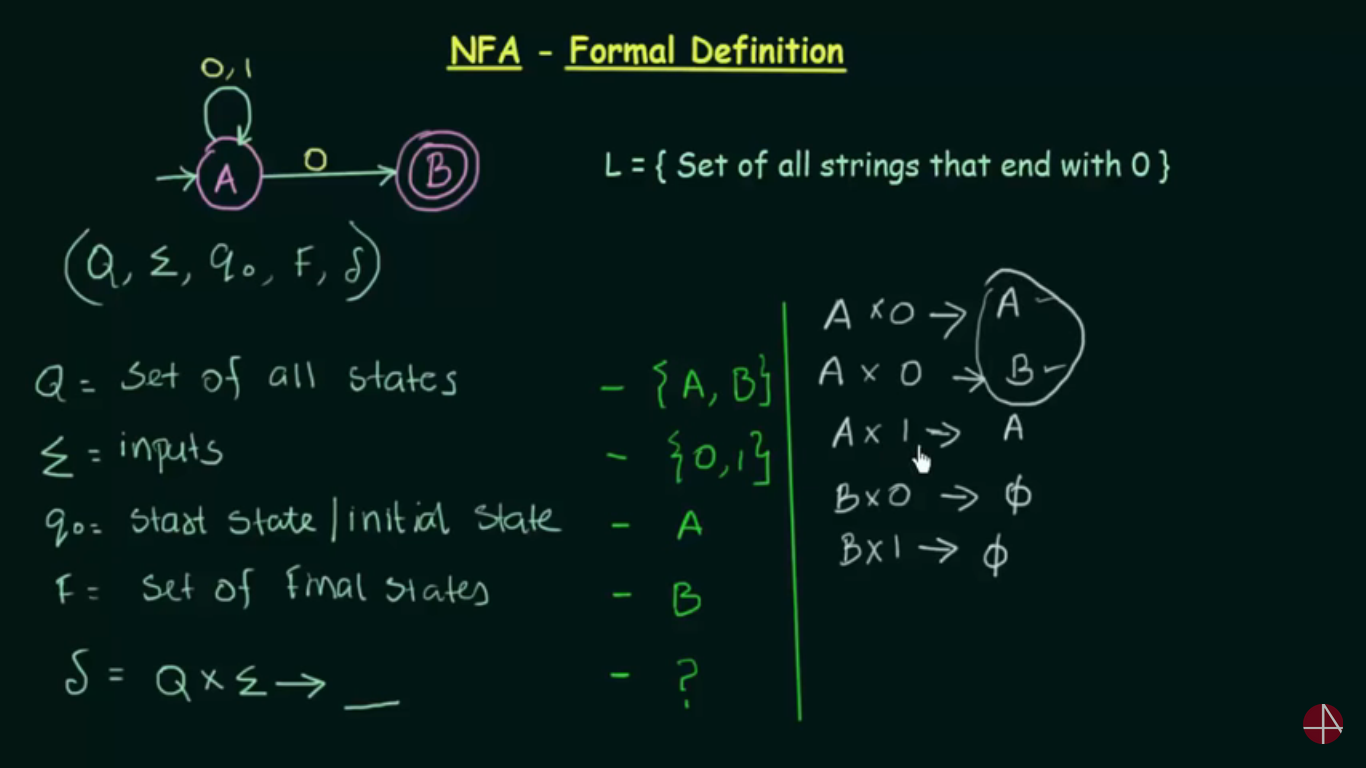 NFA - Formal Definition
0,1
A
0
B
L = { Set of all strings that end with 0 }
(Q, Σ, q₀, F, δ)
Q = Set of all states - {A, B}
Σ = inputs - {0,1}
q₀ = Start State/initial State - A
F = Set of Final States - B
δ = Q × Σ → __ - ?
A × 0 → A
A × 0 → B
A × 1 → A
B × 0 → ϕ
B × 1 → ϕ